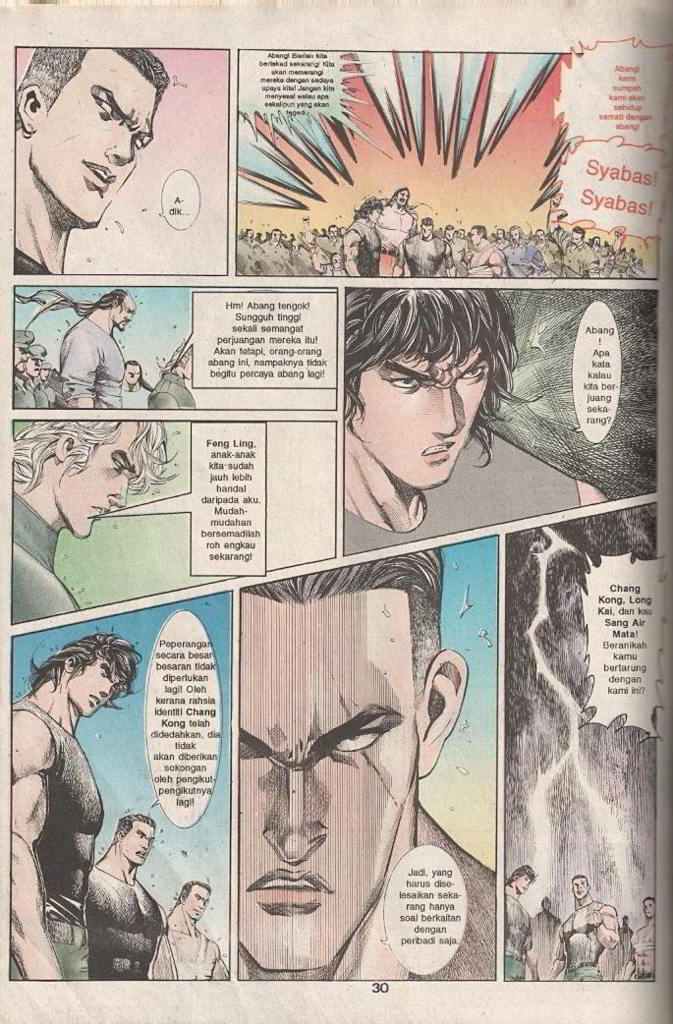 A-
dik...
Abang! Biarlah kita
bertekad sekarang! Kita
akan memerangi
mereka dengan sedaya
upaya kita! Jangan kita
menyesal walau apa
sekalipun yang akan
Abang!
kami
sumpah
kami akan
sehidup
semati dengan
abang!
Syabas!
Syabas!
Hm! Abang tengok!
Sungguh tinggi
sekali semangat
perjuangan mereka itu!
Akan tetapi, orang-orang
abang ini, nampaknya tidak
begitu percaya abang lagi!
Abang
!
Apa
kata
kalau
kita ber-
juang
seka-
rang?
Feng Ling,
anak-anak
kita sudah
jauh lebih
handal
daripada aku.
Mudah-
mudahan
bersemadilah
roh engkau
sekarang!
Peperangan
secara besar-
besaran tidak
diperlukan
lagi! Oleh
kerana rahsia
identiti Chang
Kong telah
didedahkan, dia
tidak
akan diberikan
sokongan
oleh pengikut-
pengikutnya
lagi!
Jadi, yang
harus dise-
lesaikan seka-
rang hanya
soal berkaitan
dengan
peribadi saja.
Chang
Kong, Long
Kai, dan kau
Sang Air
Mata!
Beranikah
kamu
bertarung
dengan
kami ini?
30